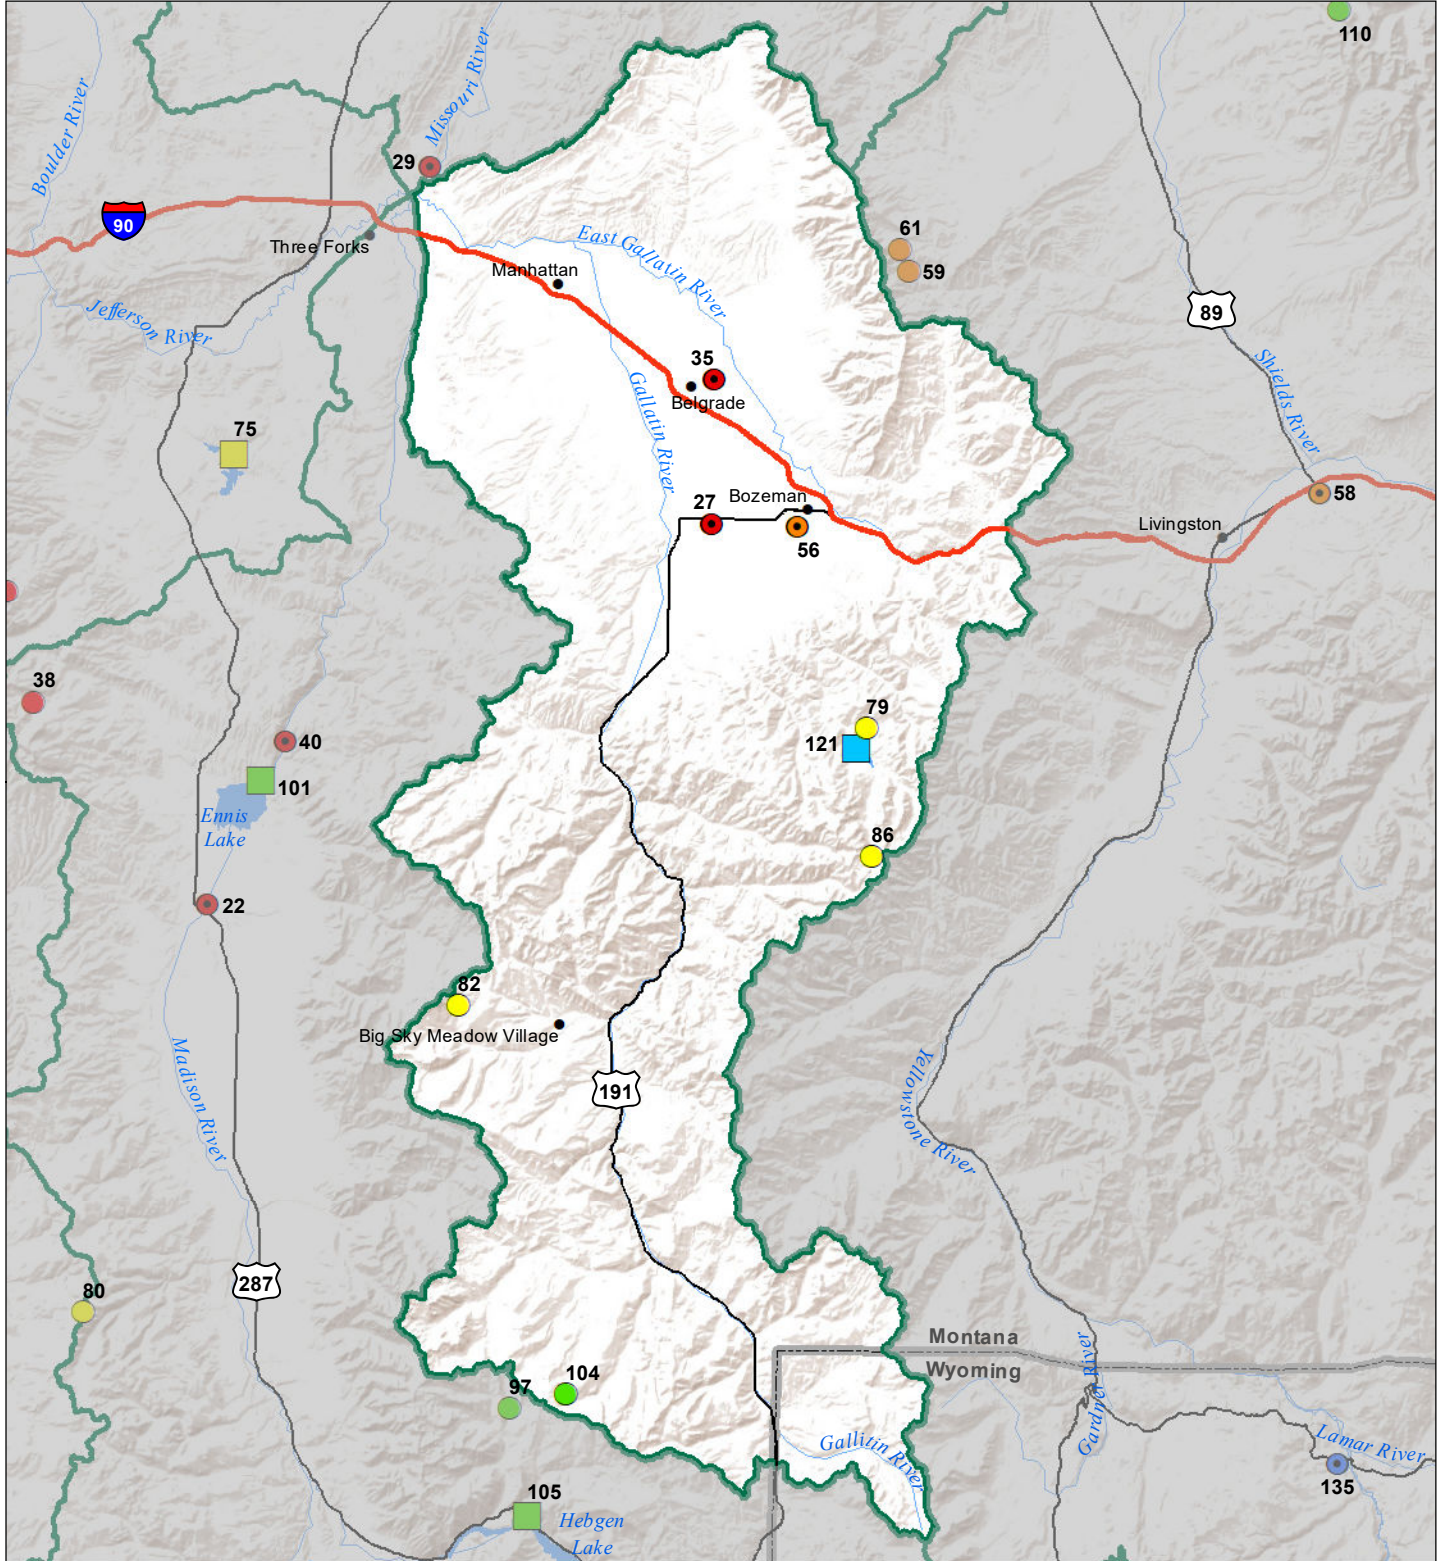 110
Missouri River
Boulder River
29
90
Three Forks
61
East Gallatin River
59
Manhattan
89
Jefferson River
35
Shields River
Belgrade
Gallatin River
75
58
27
Bozeman
Livingston
56
38
79
40
121
101
Ennis
Lake
86
22
82
Big Sky Meadow Village
Madison River
191
Yellowstone River
287
80
Montana
Wyoming
Gardner River
104
97
Gallitin River
Lamar River
135
105
Hebgen
Lake